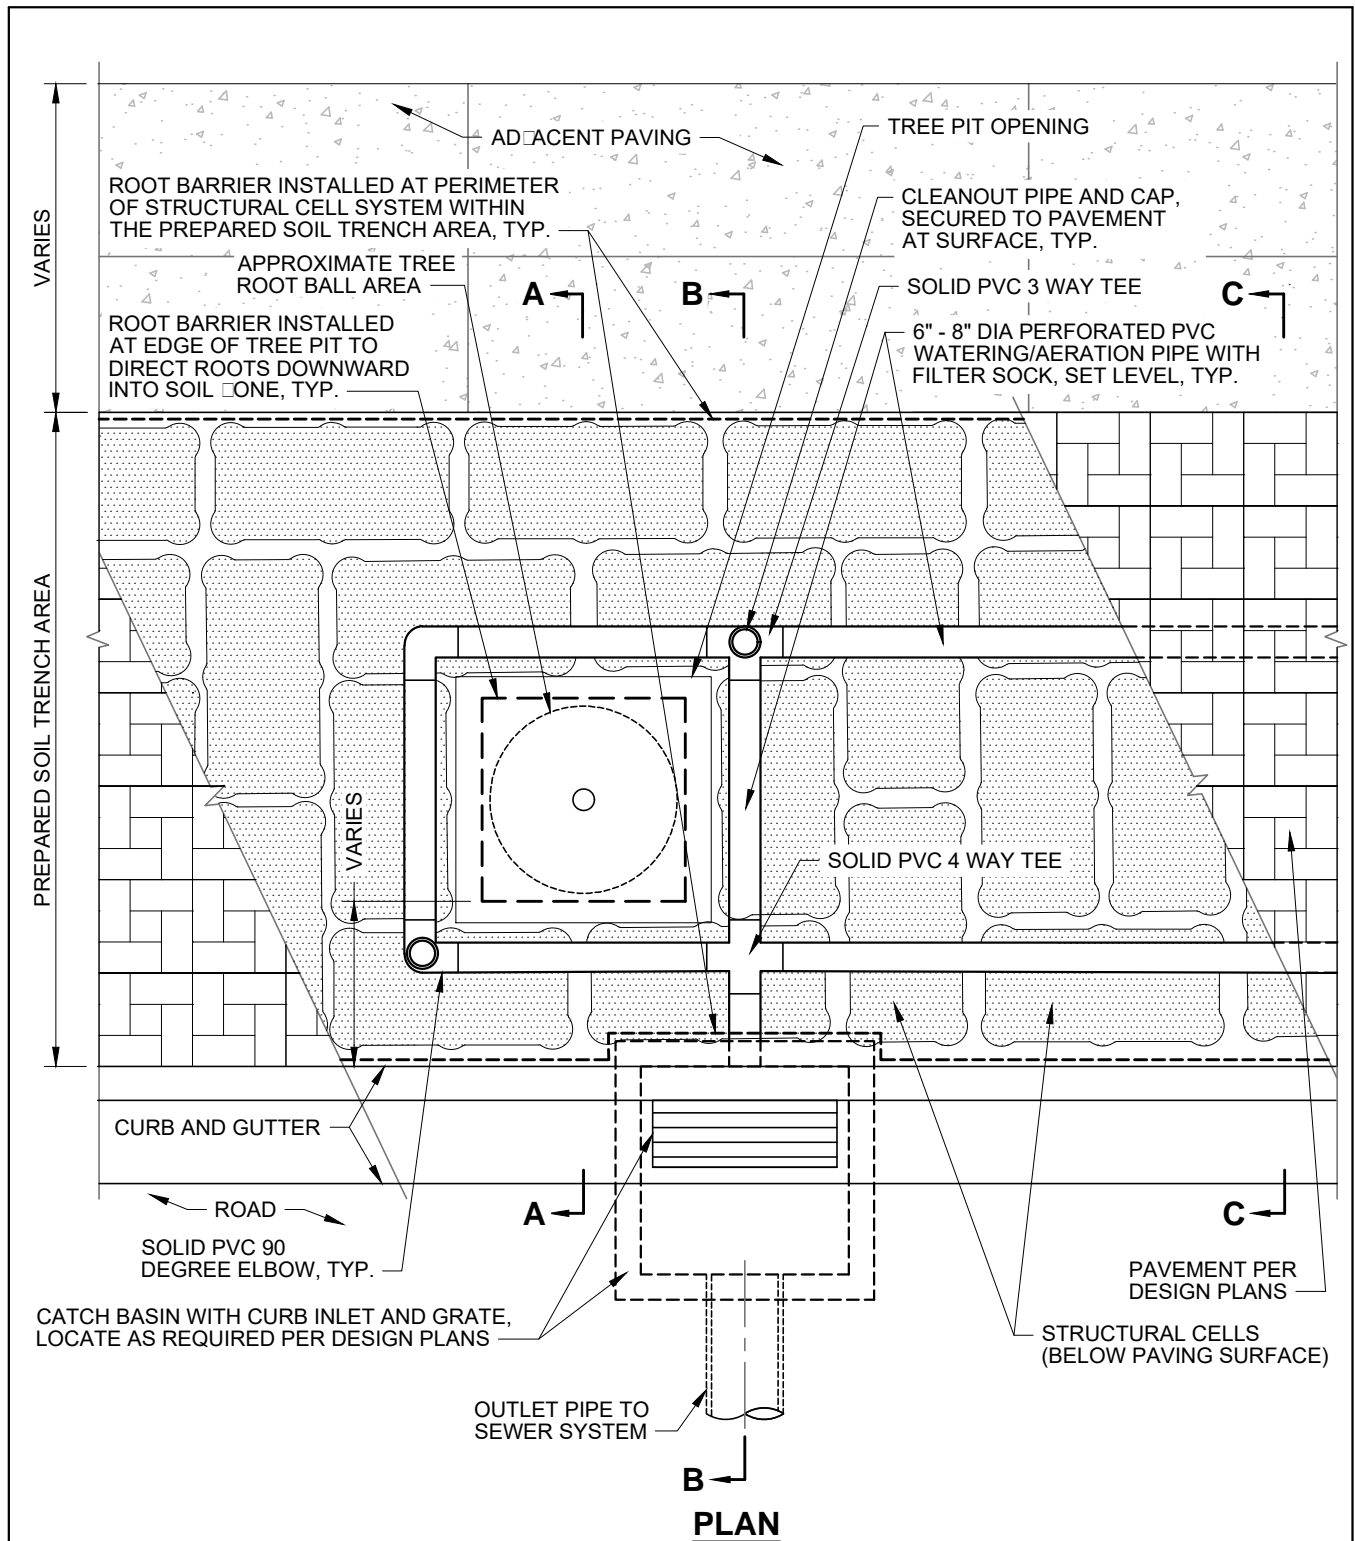 AD□ACENT PAVING
TREE PIT OPENING
ROOT BARRIER INSTALLED AT PERIMETER
OF STRUCTURAL CELL SYSTEM WITHIN
THE PREPARED SOIL TRENCH AREA, TYP.
CLEANOUT PIPE AND CAP,
SECURED TO PAVEMENT
AT SURFACE, TYP.
VARIES
APPROXIMATE TREE
ROOT BALL AREA
A
B
SOLID PVC 3 WAY TEE
C
ROOT BARRIER INSTALLED
AT EDGE OF TREE PIT TO
DIRECT ROOTS DOWNWARD
INTO SOIL □ONE, TYP.
6" - 8" DIA PERFORATED PVC
WATERING/AERATION PIPE WITH
FILTER SOCK, SET LEVEL, TYP.
PREPARED SOIL TRENCH AREA
VARIES
SOLID PVC 4 WAY TEE
CURB AND GUTTER
ROAD
A
C
SOLID PVC 90
DEGREE ELBOW, TYP.
PAVEMENT PER
DESIGN PLANS
CATCH BASIN WITH CURB INLET AND GRATE,
LOCATE AS REQUIRED PER DESIGN PLANS
STRUCTURAL CELLS
(BELOW PAVING SURFACE)
OUTLET PIPE TO
SEWER SYSTEM
B
PLAN